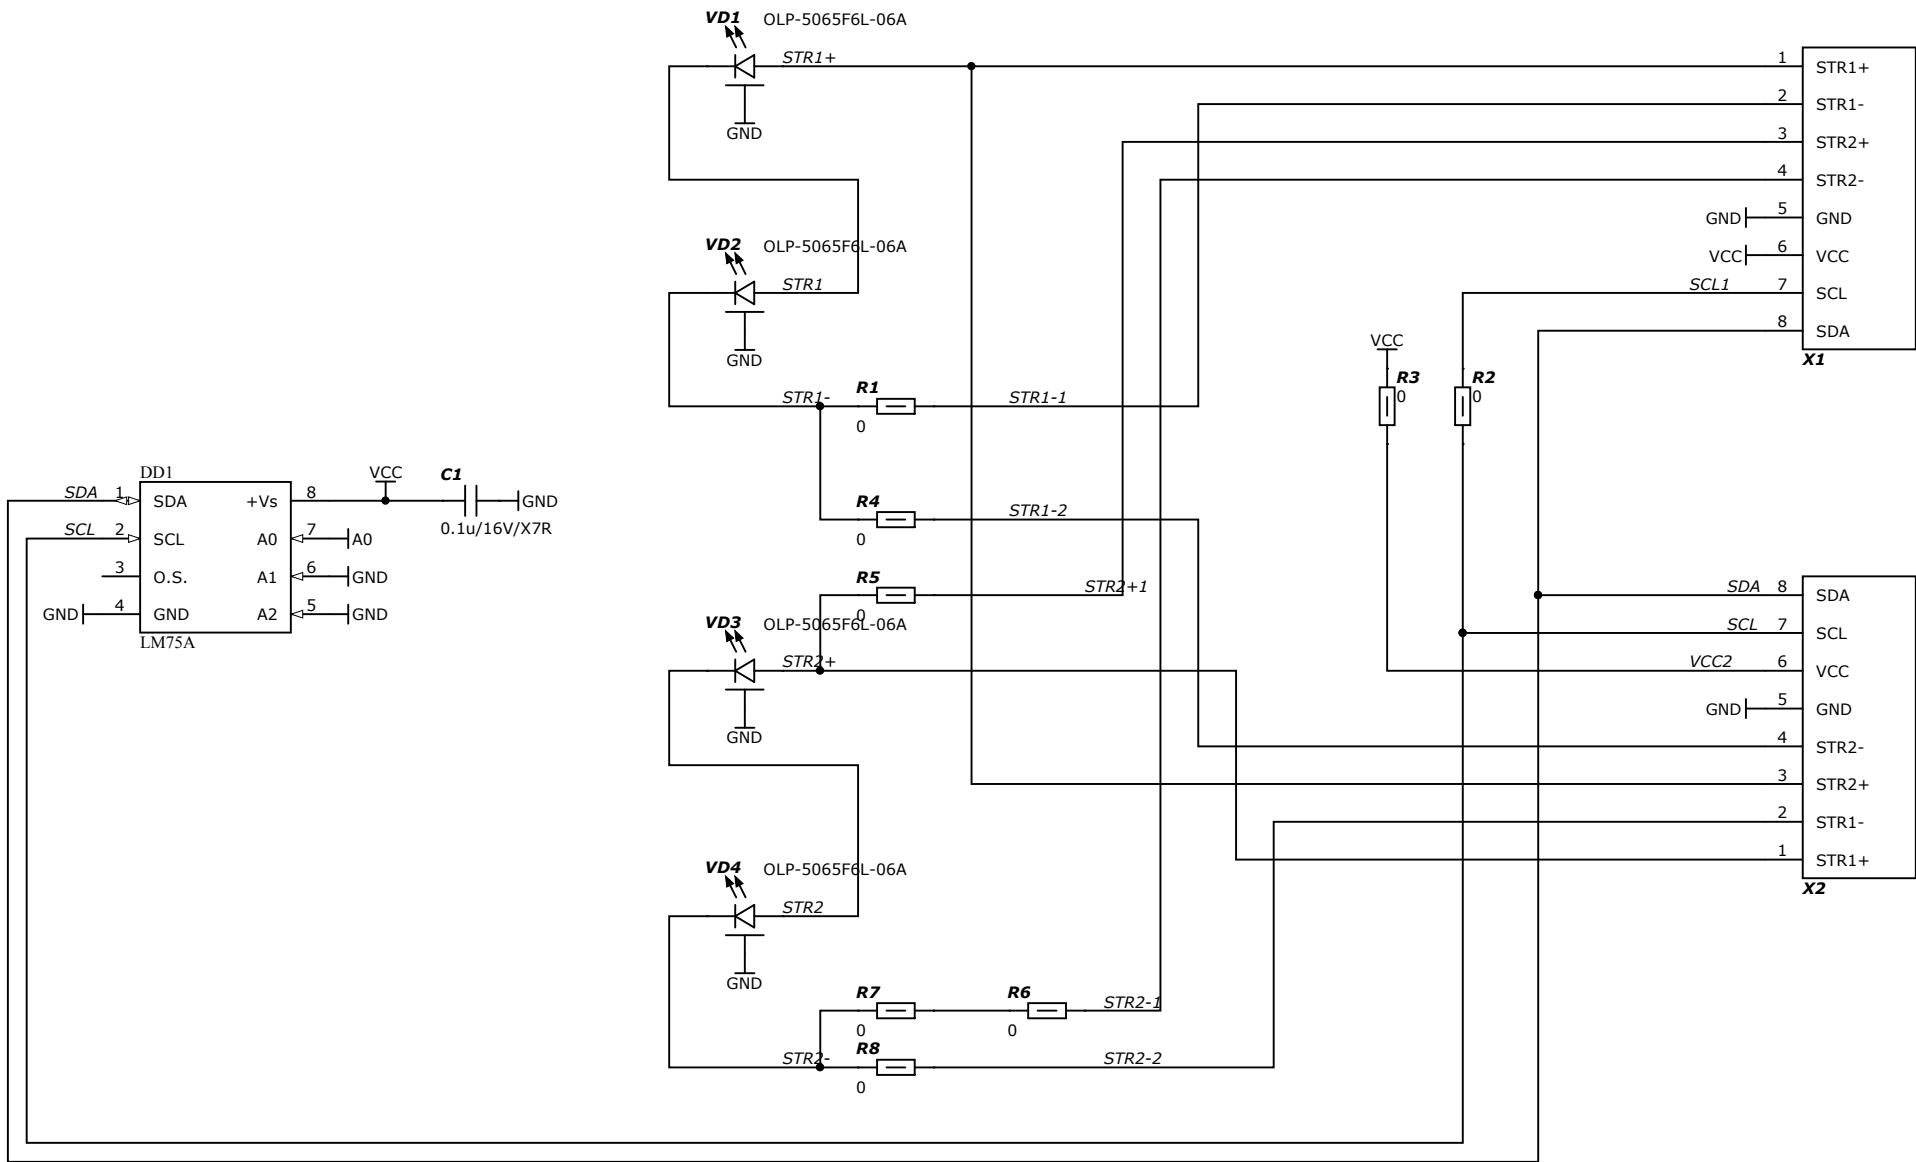 VD1 OLP-5065F6L-06A
STR1+
GND
VD2 OLP-5065F6L-06A
STR1
GND
STR1-
R1
0
STR1-1
R4
0
STR1-2
R5
0
STR2+1
VD3 OLP-5065F6L-06A
STR2+
GND
VD4 OLP-5065F6L-06A
STR2
GND
R7
0
R6
0
STR2-1
STR2-
R8
0
STR2-2
DD1
SDA 1 SDA +Vs 8
SCL 2 SCL A0 7 A0
3 O.S. A1 6 GND
GND 4 GND A2 5 GND
LM75A
VCC
C1
GND
0.1u/16V/X7R
VCC
R3
0
R2
0
1 STR1+
2 STR1-
3 STR2+
4 STR2-
GND 5 GND
VCC 6 VCC
SCL1 7 SCL
8 SDA
X1
SDA 8 SDA
SCL 7 SCL
VCC2 6 VCC
GND 5 GND
4 STR2-
3 STR2+
2 STR1-
1 STR1+
X2